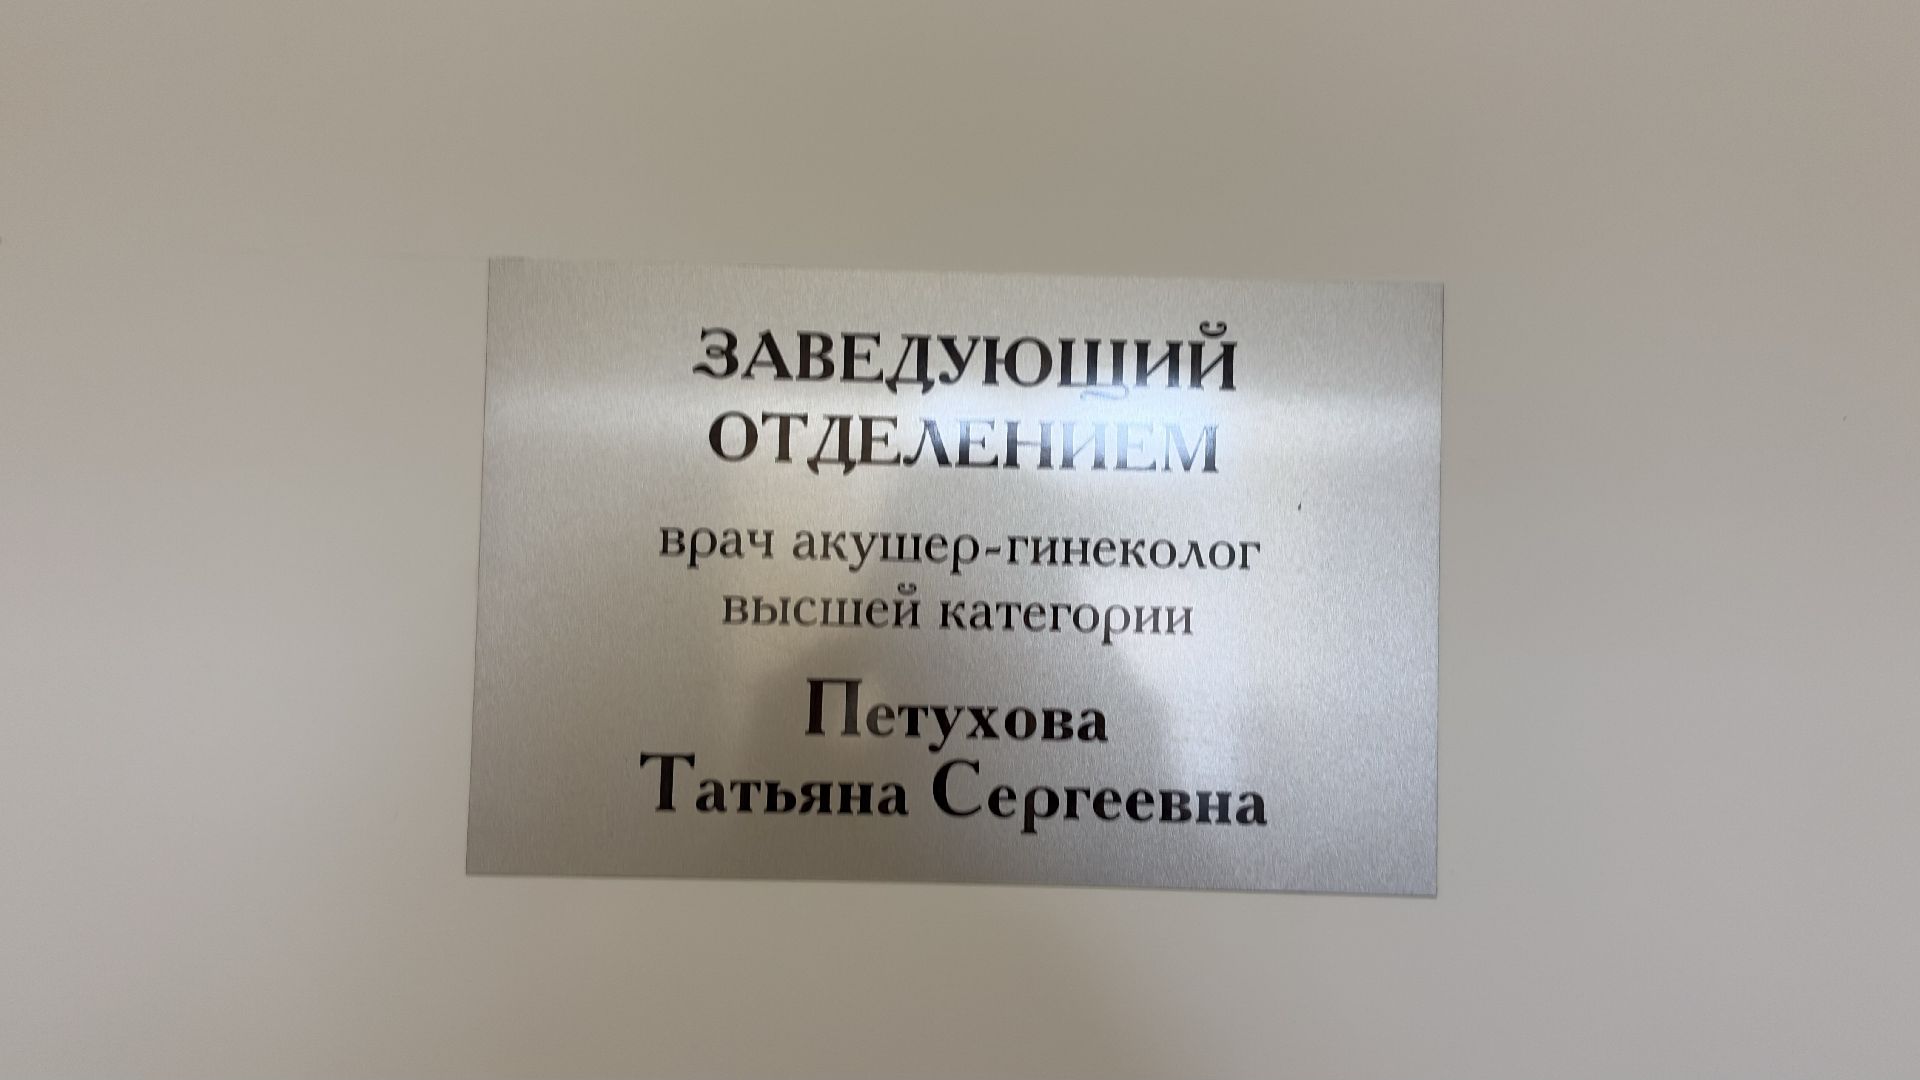 ЗАВЕДУЮЩИЙ
ОТДЕЛЕНИЕМ
врач акушер-гинеколог
высшей категории
Петухова
Татьяна Сергеевна